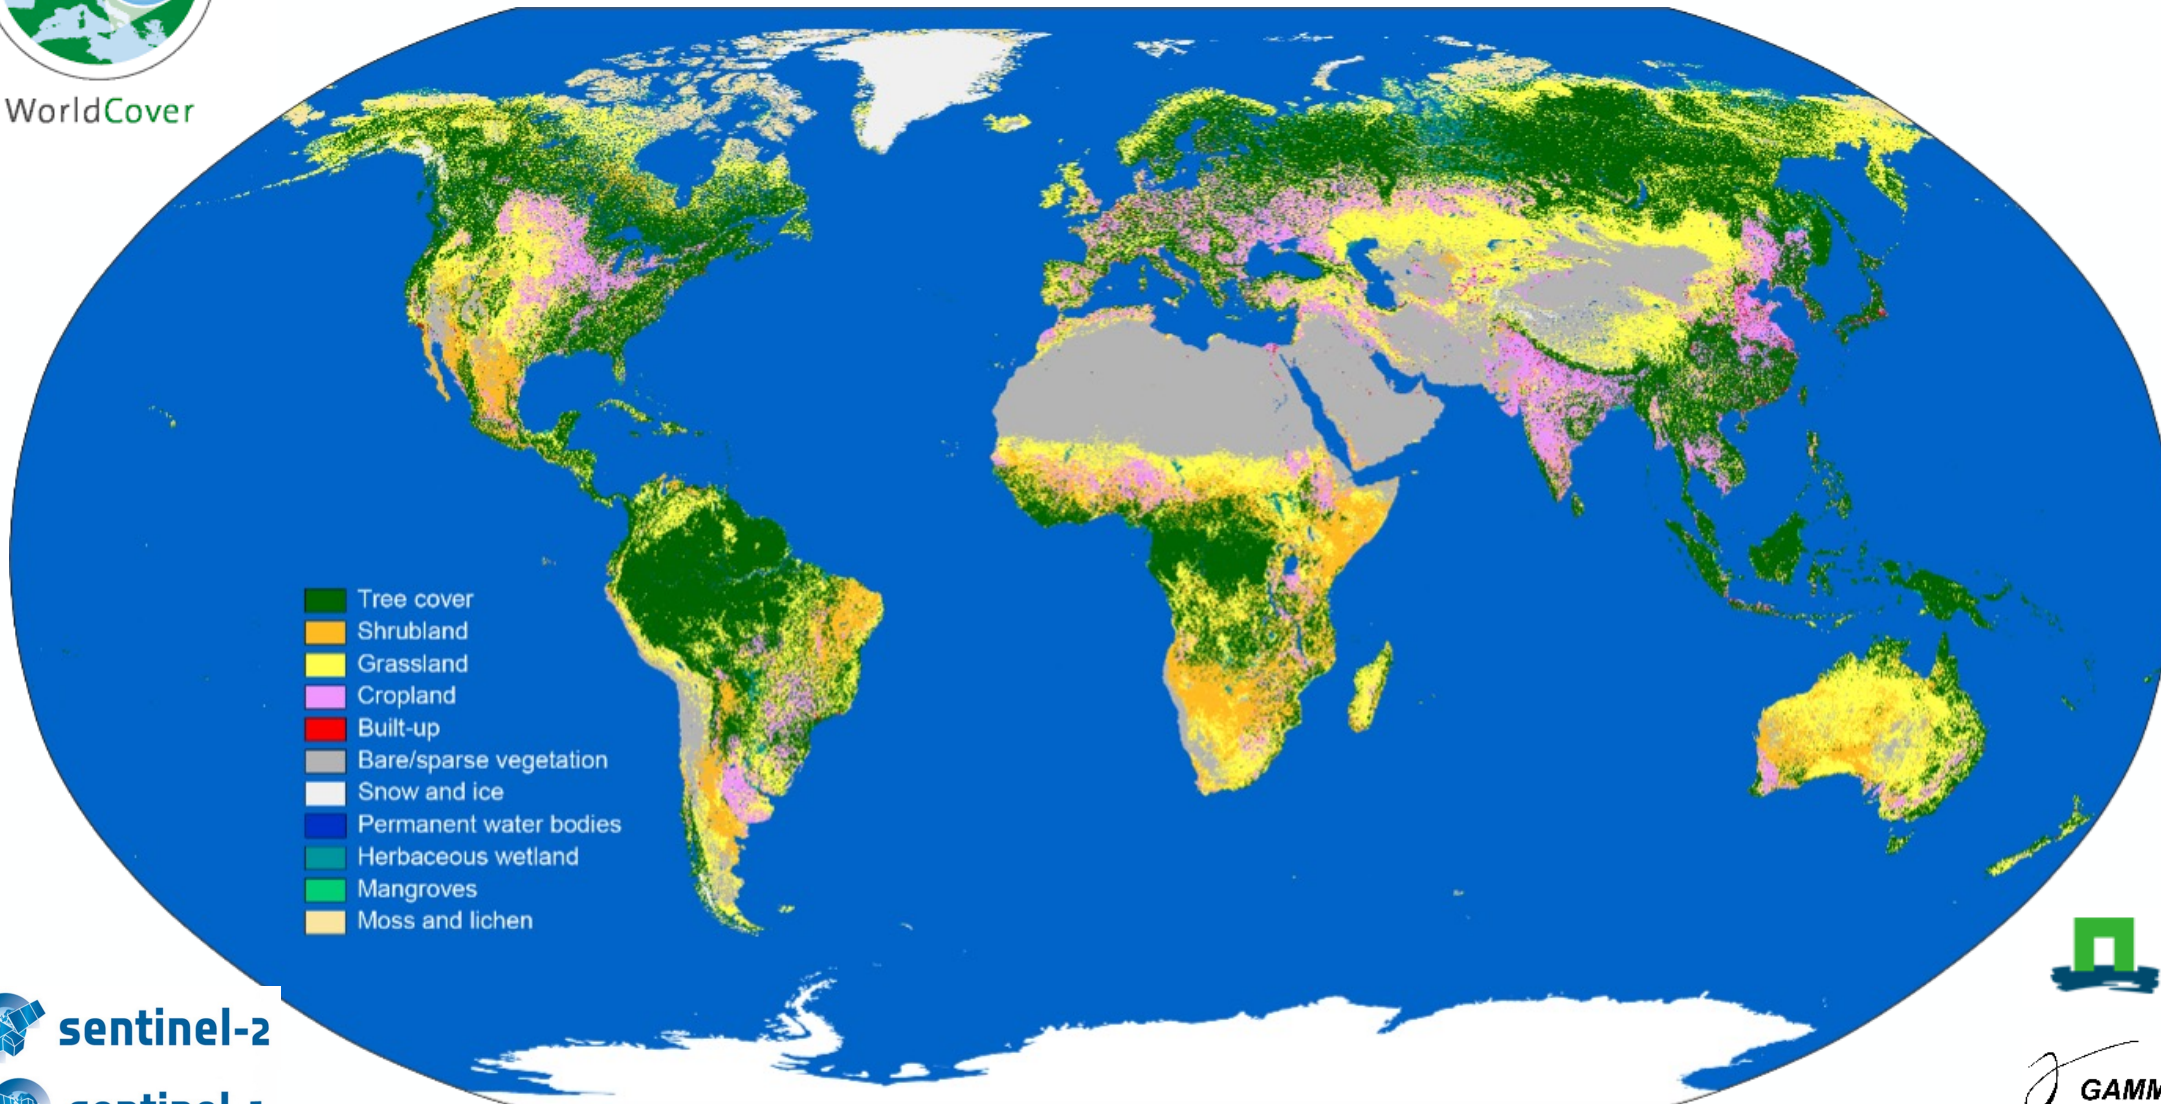 WorldCover
Tree cover
Shrubland
Grassland
Cropland
Built-up
Bare/sparse vegetation
Snow and ice
Permanent water bodies
Herbaceous wetland
Mangroves
Moss and lichen
sentinel-2
GAMM